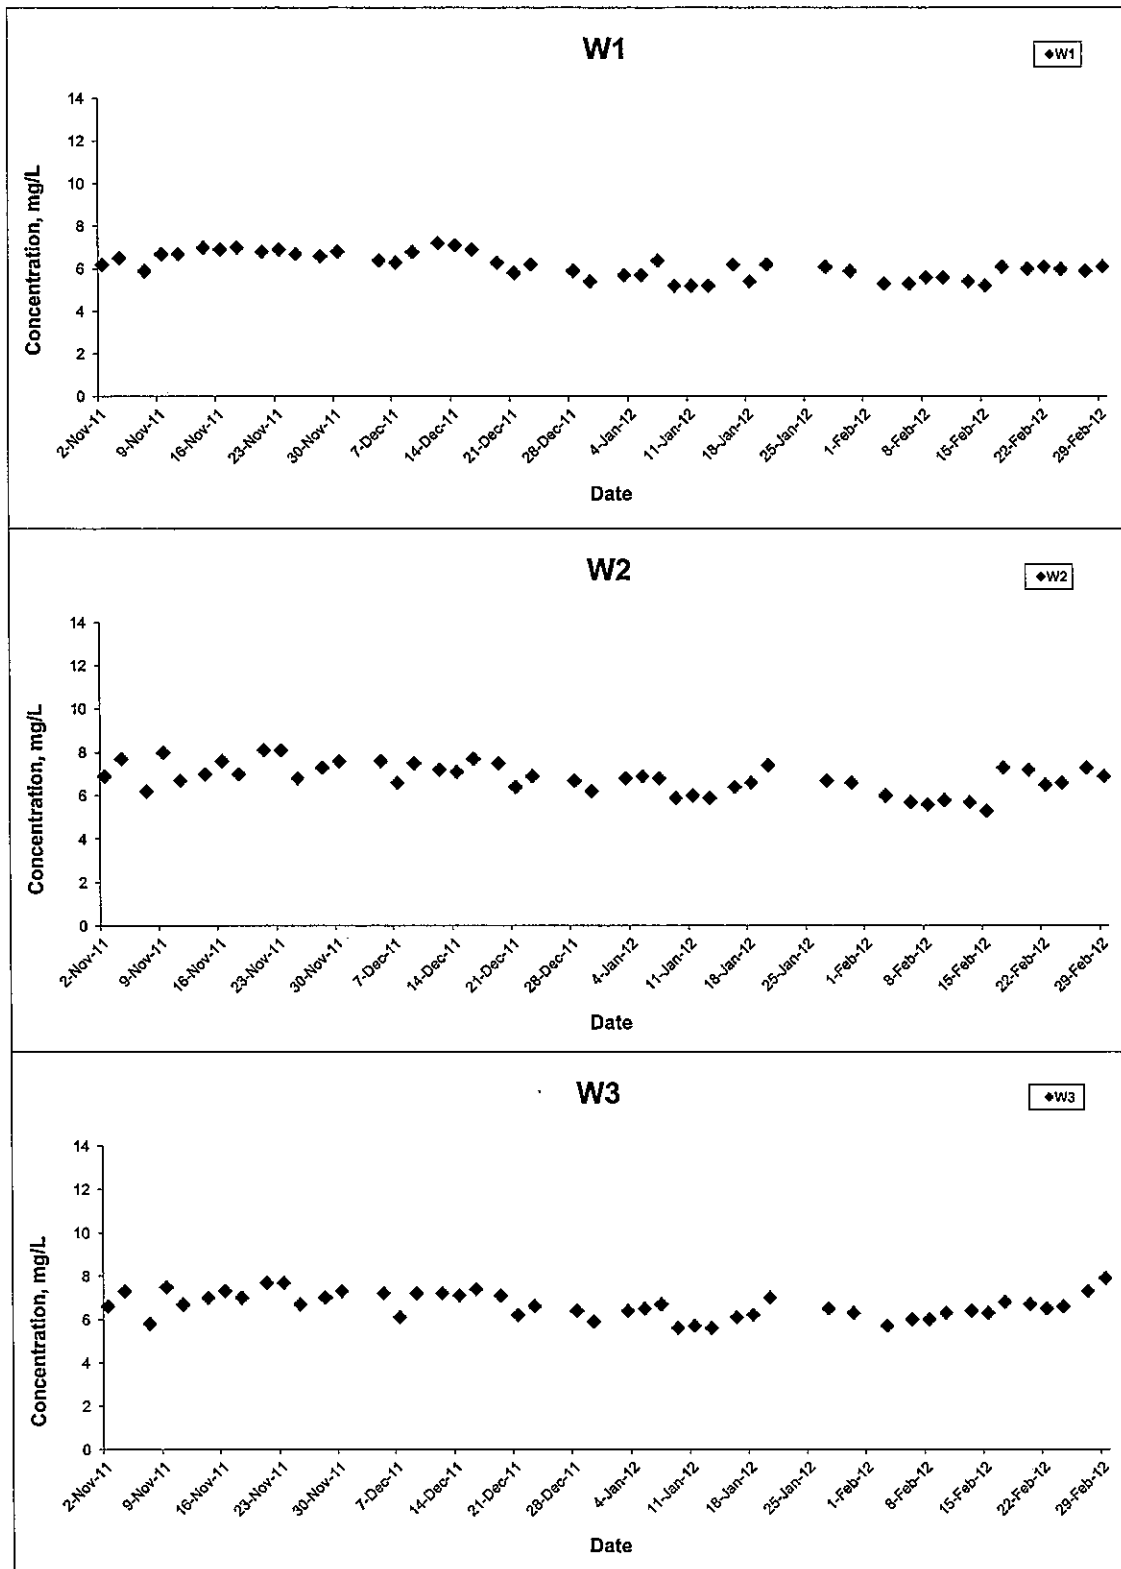 W1
W1
14
12
10
8
6
4
2
0
Concentration, mg/L
2-Nov-11 9-Nov-11 16-Nov-11 23-Nov-11 30-Nov-11 7-Dec-11 14-Dec-11 21-Dec-11 28-Dec-11 4-Jan-12 11-Jan-12 18-Jan-12 25-Jan-12 1-Feb-12 8-Feb-12 15-Feb-12 22-Feb-12 29-Feb-12
Date
W2
W2
14
12
10
8
6
4
2
0
Concentration, mg/L
2-Nov-11 9-Nov-11 16-Nov-11 23-Nov-11 30-Nov-11 7-Dec-11 14-Dec-11 21-Dec-11 28-Dec-11 4-Jan-12 11-Jan-12 18-Jan-12 25-Jan-12 1-Feb-12 8-Feb-12 15-Feb-12 22-Feb-12 29-Feb-12
Date
W3
W3
14
12
10
8
6
4
2
0
Concentration, mg/L
2-Nov-11 9-Nov-11 16-Nov-11 23-Nov-11 30-Nov-11 7-Dec-11 14-Dec-11 21-Dec-11 28-Dec-11 4-Jan-12 11-Jan-12 18-Jan-12 25-Jan-12 1-Feb-12 8-Feb-12 15-Feb-12 22-Feb-12 29-Feb-12
Date